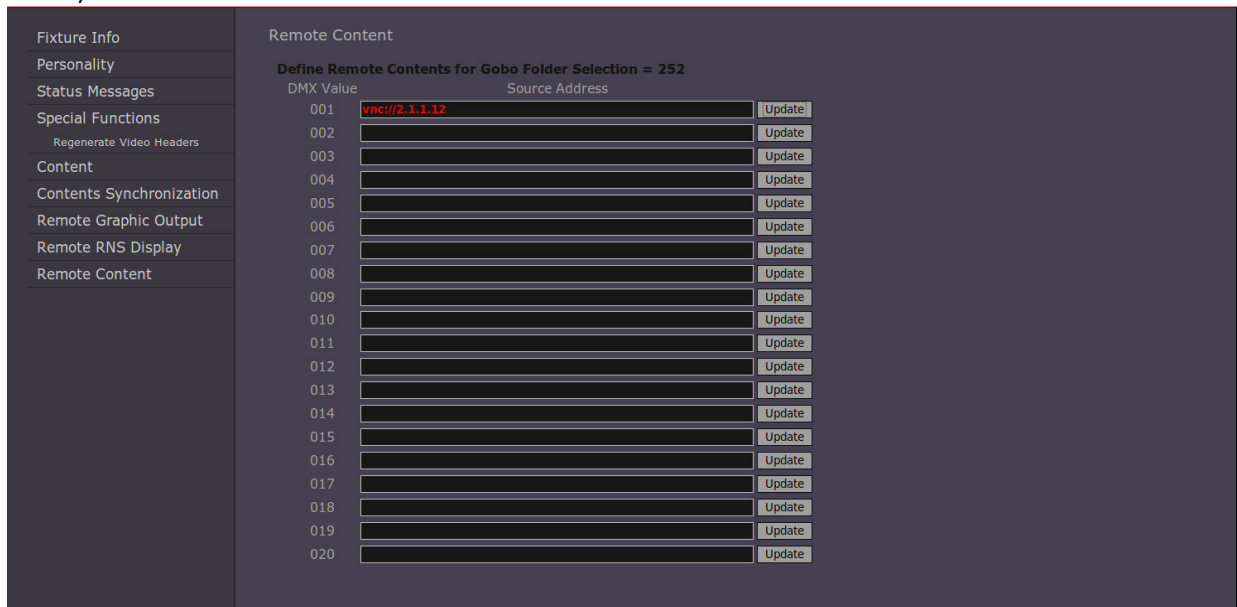 Fixture Info
Personality
Status Messages
Special Functions
Regenerate Video Headers
Content
Contents Synchronization
Remote Graphic Output
Remote RNS Display
Remote Content
Remote Content
Define Remote Contents for Gobo Folder Selection = 252
DMX Value Source Address
001 vnc://2.1.1.12 Update
002 Update
003 Update
004 Update
005 Update
006 Update
007 Update
008 Update
009 Update
010 Update
011 Update
012 Update
013 Update
014 Update
015 Update
016 Update
017 Update
018 Update
019 Update
020 Update